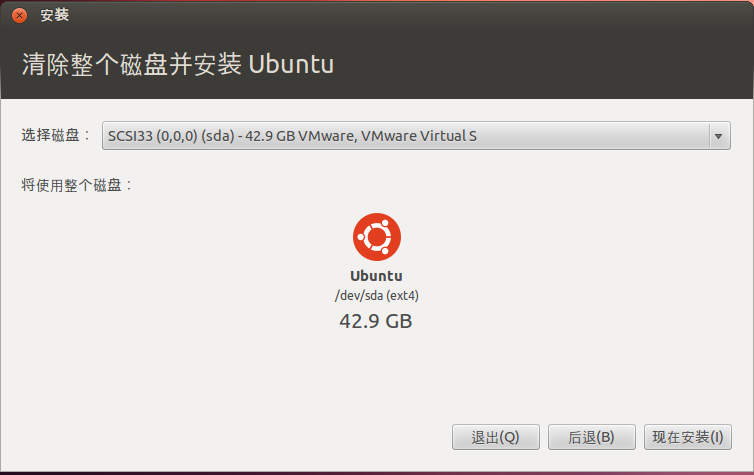 安装
清除整个磁盘并安装 Ubuntu
选择磁盘： SCSI33 (0,0,0) (sda) - 42.9 GB VMware, VMware Virtual S
将使用整个磁盘：
Ubuntu
/dev/sda (ext4)
42.9 GB
退出(Q) 后退(B) 现在安装(I)